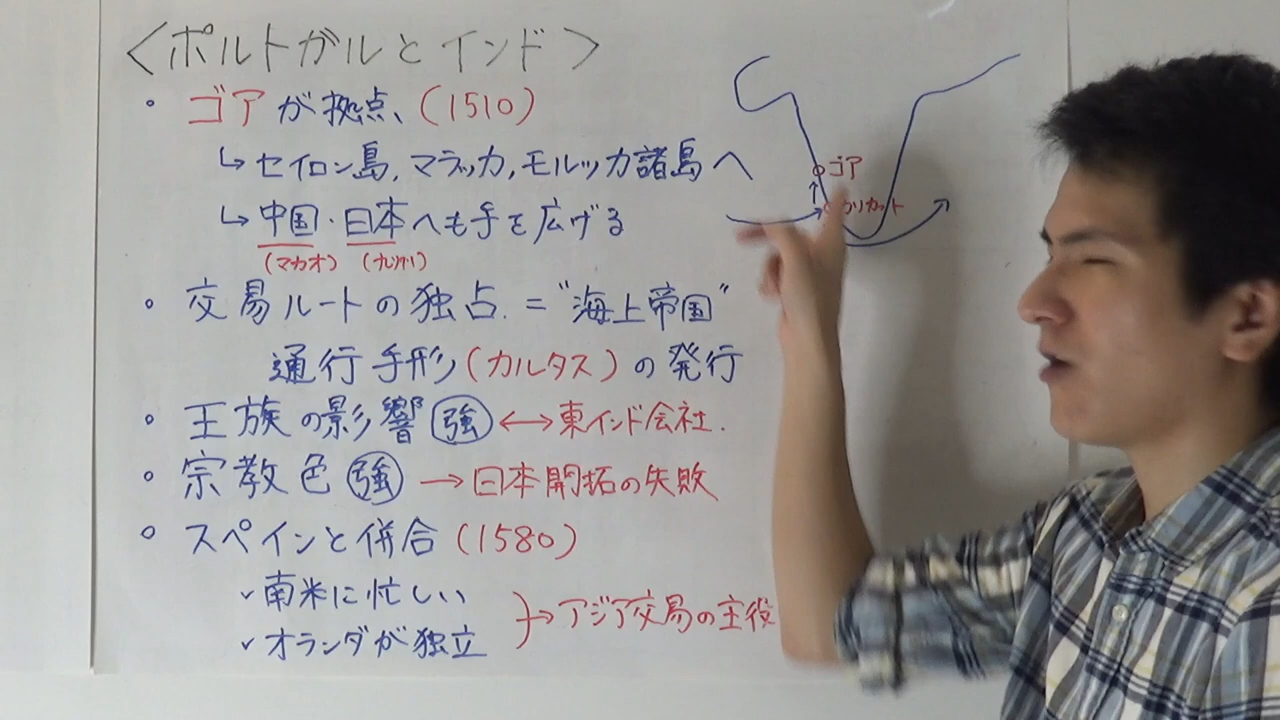 〈ポルトガルとインド〉
・ゴアが拠点、(1510)
↳セイロン島,マラッカ,モルッカ諸島へ
↳中国・日本へも手を広げる
(マカオ)
・交易ルートの独占.="海上帝国"
通行手形(カルタス)の発行
・王族の影響(強)↔東インド会社.
・宗教色(強)→日本開拓の失敗
○スペインと併合(1580)
✓南米に忙しい
✓オランダが独立
}→アジア交易の主役
ゴア
カリカット